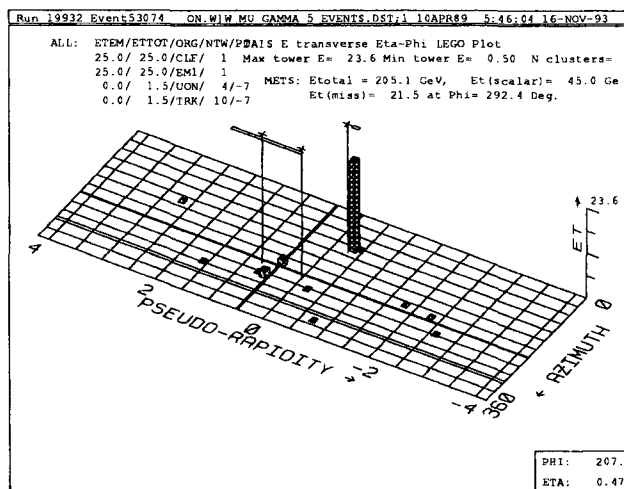 Run 19932 Event53074 ON.W]W MU GAMMA 5 EVENTS.DST;1 10APR89 5:46:04 16-NOV-93
ALL: ETEM/ETTOT/ORG/NTW/P AIS E transverse Eta-Phi LEGO Plot
25.0/ 25.0/CLE/ 1 Max tower E= 23.6 Min tower E= 0.50 N clusters=
25.0/ 25.0/EM1/ 1 METS: Etotal = 205.1 GeV, Et(scalar)= 45.0 Ge
0.0/ 1.5/UON/ 4/-7 Et(miss)= 21.5 at Phi= 292.4 Deg.
0.0/ 1.5/TRK/ 10/-7
23.6
ET
4
2
0
-2
-4
PSEUDO-RAPIDITY →
0
360
← AZIMUTH
PHI: 207.
ETA: 0.47